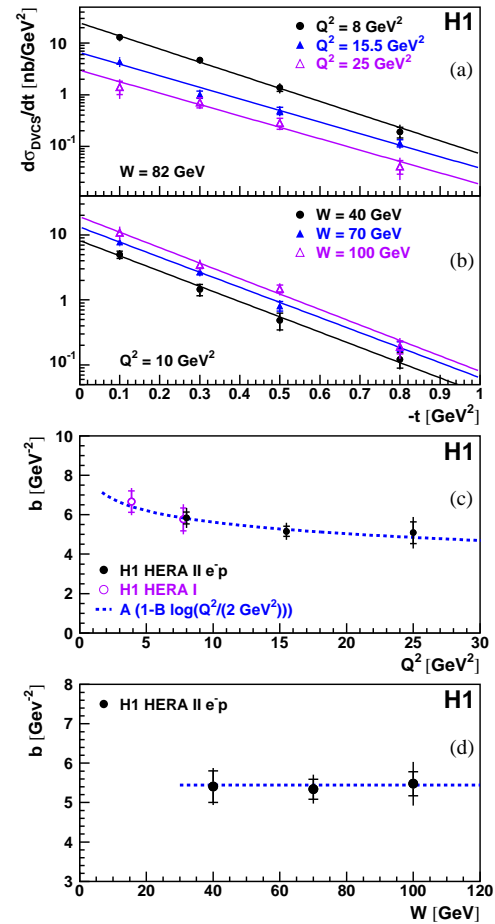 H1
dσDVCS/dt [nb/GeV²]
10
1
10⁻¹
Q² = 8 GeV²
Q² = 15.5 GeV²
Q² = 25 GeV²
(a)
W = 82 GeV
10
1
10⁻¹
W = 40 GeV
W = 70 GeV
W = 100 GeV
(b)
Q² = 10 GeV²
0 0.1 0.2 0.3 0.4 0.5 0.6 0.7 0.8 0.9 1
-t [GeV²]
H1
b [GeV⁻²]
10
8
6
4
2
0
(c)
H1 HERA II e⁻p
H1 HERA I
A (1-B log(Q²/(2 GeV²)))
0 5 10 15 20 25 30
Q² [GeV²]
H1
b [Gev⁻²]
8
7
6
5
4
3
H1 HERA II e⁻p
(d)
0 20 40 60 80 100 120
W [GeV]